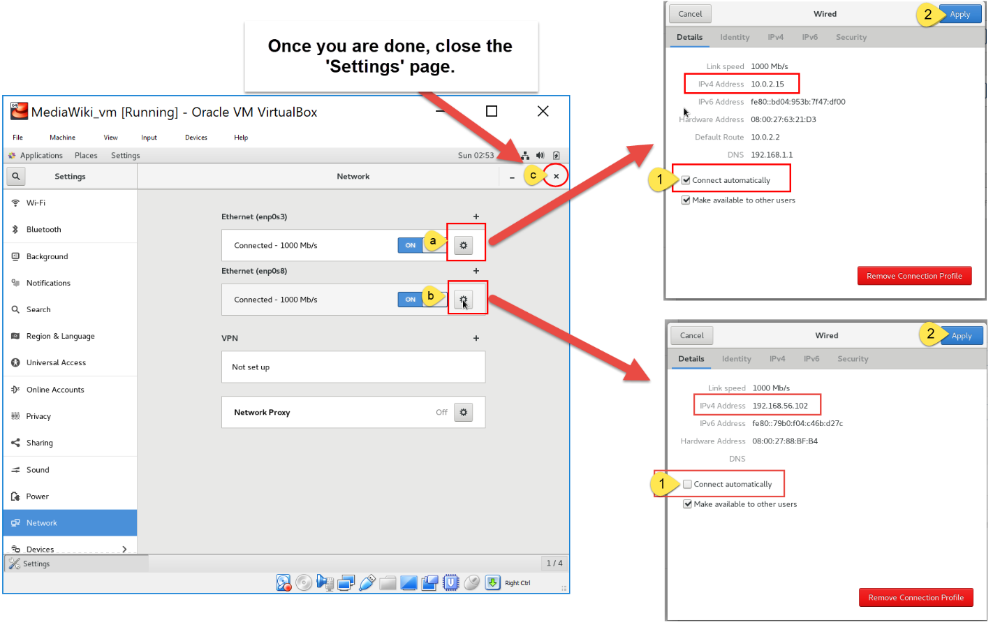 Once you are done, close the
'Settings' page.
64
MediaWiki_vm [Running] - Oracle VM VirtualBox
File Machine View Input Devices Help
Applications Places Settings Sun 02:53
Settings Network c
Wi-Fi
Bluetooth
Background
Notifications
Search
Region & Language
Universal Access
Online Accounts
Privacy
Sharing
Sound
Power
Network
Devices
Ethernet (enp0s3) +
Connected - 1000 Mb/s ON a
Ethernet (enp0s8) +
Connected - 1000 Mb/s ON b
VPN +
Not set up
Network Proxy Off
Settings 1 / 4
Right Ctrl
Cancel Wired 2 Apply
Details Identity IPv4 IPv6 Security
Link speed 1000 Mb/s
IPv4 Address 10.0.2.15
IPv6 Address fe80::bd04:953b:7f47:df00
Hardware Address 08:00:27:63:21:D3
Default Route 10.0.2.2
DNS 192.168.1.1
1 Connect automatically
Make available to other users
Remove Connection Profile
Cancel Wired 2 Apply
Details Identity IPv4 IPv6 Security
Link speed 1000 Mb/s
IPv4 Address 192.168.56.102
IPv6 Address fe80::79b0:f04:c46b:d27c
Hardware Address 08:00:27:88:BF:B4
DNS
1 Connect automatically
Make available to other users
Remove Connection Profile